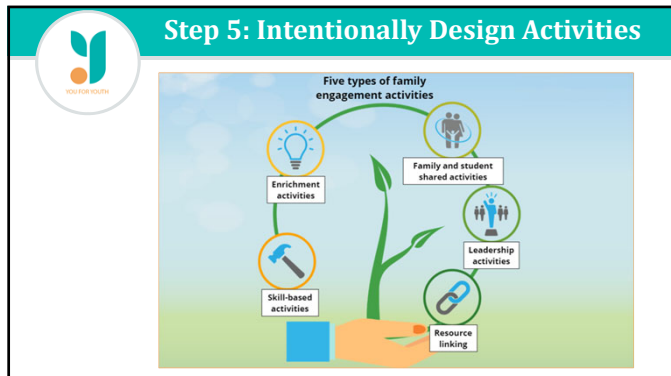 Step 5: Intentionally Design Activities
YOU FOR YOUTH
Five types of family
engagement activities
Enrichment
activities
Family and student
shared activities
Skill-based
activities
Leadership
activities
Resource
linking